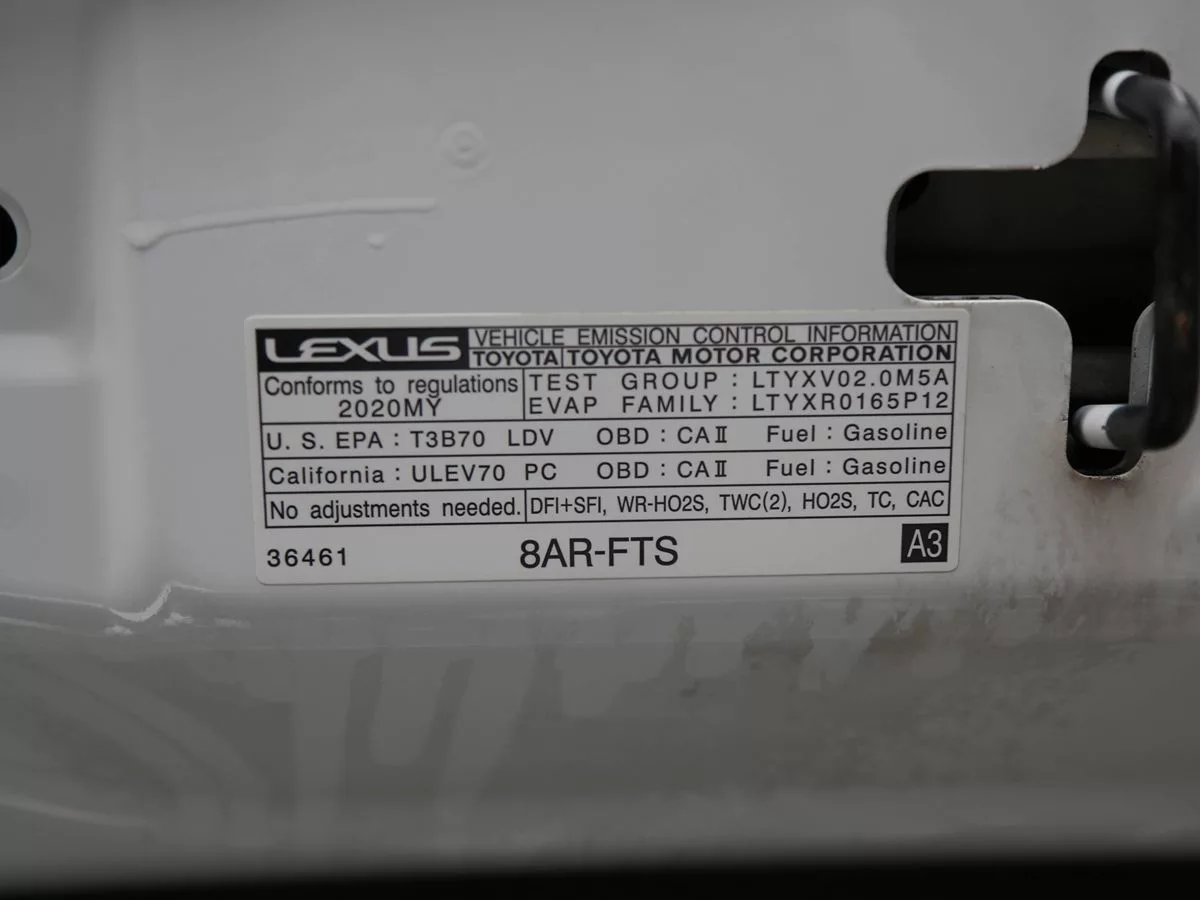 LEXUS VEHICLE EMISSION CONTROL INFORMATION
TOYOTA TOYOTA MOTOR CORPORATION
Conforms to regulations TEST GROUP : LTYXV02.0M5A
2020MY EVAP FAMILY : LTYXR0165P12
U. S. EPA : T3B70 LDV OBD : CAⅡ Fuel : Gasoline
California : ULEV70 PC OBD : CAⅡ Fuel : Gasoline
No adjustments needed. DFI+SFI, WR-HO2S, TWC(2), HO2S, TC, CAC
36461 8AR-FTS A3